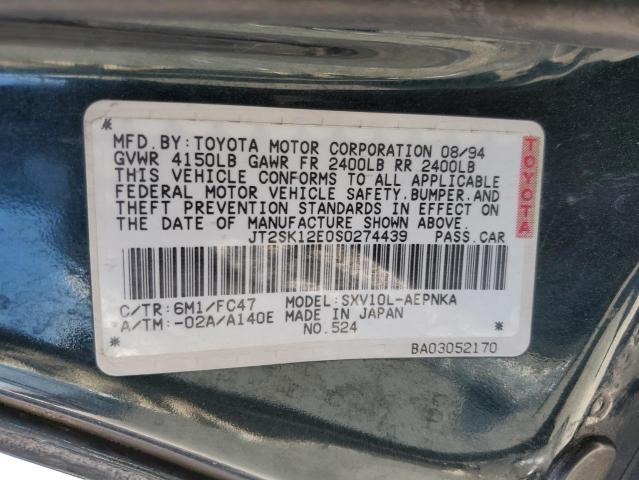 MFD. BY: TOYOTA MOTOR CORPORATION 08/94
GVWR 4150LB GAWR FR 2400LB RR 2400LB
THIS VEHICLE CONFORMS TO ALL APPLICABLE
FEDERAL MOTOR VEHICLE SAFETY, BUMPER, AND
THEFT PREVENTION STANDARDS IN EFFECT ON
THE DATE OF MANUFACTURE SHOWN ABOVE.
JT2SK12E0S0274439 PASS. CAR
C/TR: 6M1/FC47 MODEL: SXV10L-AEPNKA
A/TM: -02A/A140E MADE IN JAPAN
NO. 524
BA03052170
TOYOTA